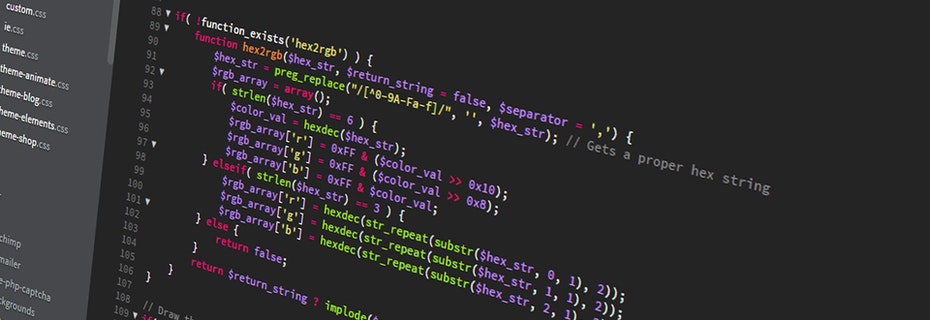 custom.css
ie.css
theme.css
theme-animate.css
theme-blog.css
theme-elements.css
theme-shop.css
chimp
mailer
e-php-captcha
ckgrounds
88
89 if( !function_exists('hex2rgb') ) {
90 function hex2rgb($hex_str, $return_string = false, $separator = ',') {
91 $hex_str = preg_replace("/[^0-9A-Fa-f]/", '', $hex_str); // Gets a proper hex string
92 $rgb_array = array();
93 if( strlen($hex_str) == 6 ) {
94 $color_val = hexdec($hex_str);
95 $rgb_array['r'] = 0xFF & ($color_val >> 0x10);
96 $rgb_array['g'] = 0xFF & ($color_val >> 0x8);
97 $rgb_array['b'] = 0xFF & $color_val;
98 } elseif( strlen($hex_str) == 3 ) {
99 $rgb_array['r'] = hexdec(str_repeat(substr($hex_str, 0, 1), 2));
100 $rgb_array['g'] = hexdec(str_repeat(substr($hex_str, 1, 1), 2));
101 $rgb_array['b'] = hexdec(str_repeat(substr($hex_str, 2, 1), 2));
102 } else {
103 return false;
104 }
105 return $return_string ? implode($
106 }
107 }
108
109 // Draw